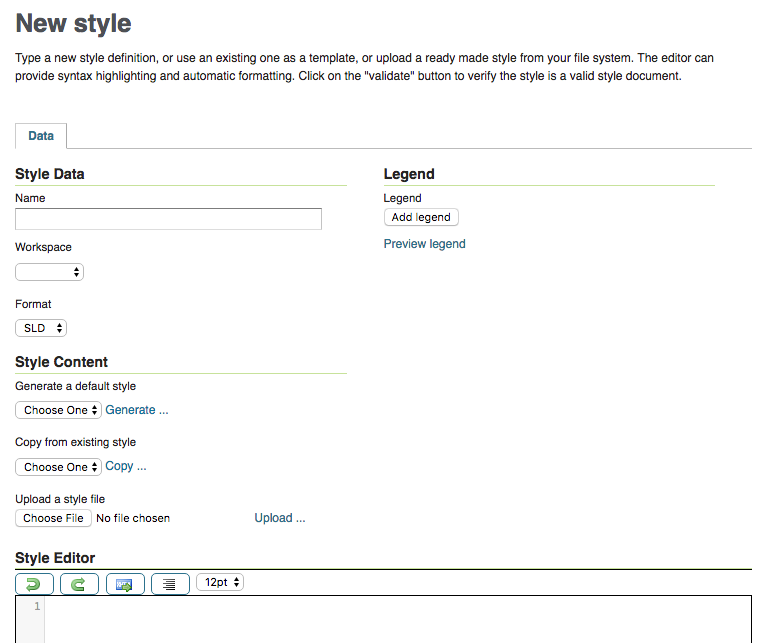 New style
Type a new style definition, or use an existing one as a template, or upload a ready made style from your file system. The editor can
provide syntax highlighting and automatic formatting. Click on the "validate" button to verify the style is a valid style document.
Data
Style Data
Name
Workspace
Format
SLD
Legend
Legend
Add legend
Preview legend
Style Content
Generate a default style
Choose One Generate ...
Copy from existing style
Choose One Copy ...
Upload a style file
Choose File No file chosen Upload ...
Style Editor
12pt
1